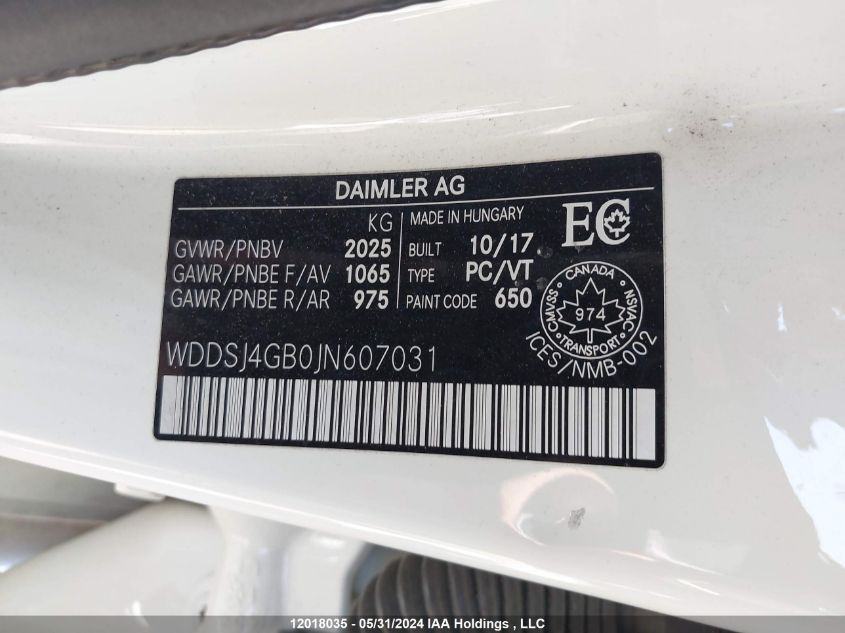 DAIMLER AG
KG
GVWR/PNBV 2025
GAWR/PNBE F/AV 1065
GAWR/PNBE R/AR 975
MADE IN HUNGARY
BUILT 10/17
TYPE PC/VT
PAINT CODE 650
EC
CANADA
CMVSS NSVAC
974
TRANSPORT
ICES/NMB-002
WDDSJ4GB0JN607031
12018035 - 05/31/2024 IAA Holdings , LLC